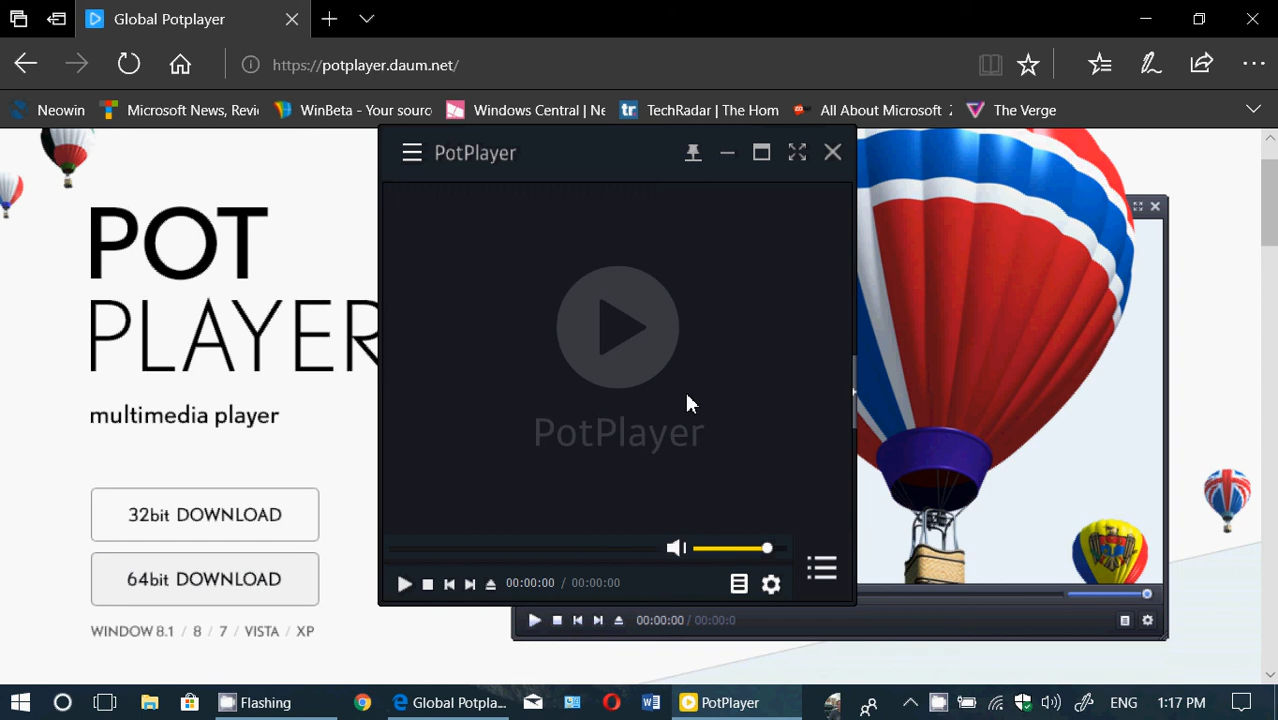 Global Potplayer
https://potplayer.daum.net/
Neowin
Microsoft News, Revi
WinBeta - Your sourc
Windows Central | Ne
tr TechRadar | The Hom
All About Microsoft
The Verge
PotPlayer
POT
PLAYER
multimedia player
32bit DOWNLOAD
64bit DOWNLOAD
WINDOW 8.1 / 8 / 7 / VISTA / XP
PotPlayer
00:00:00 / 00:00:00
00:00:00 / 00:00:0
Flashing
Global Potpla...
PotPlayer
ENG
1:17 PM